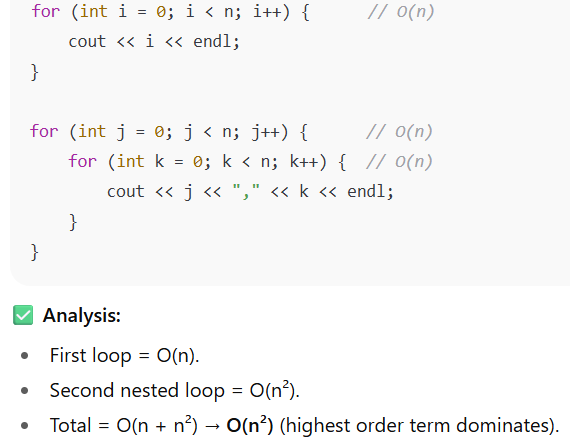 for (int i = 0; i < n; i++) {      // O(n)
    cout << i << endl;
}
for (int j = 0; j < n; j++) {      // O(n)
    for (int k = 0; k < n; k++) {  // O(n)
        cout << j << "," << k << endl;
    }
}
✅ Analysis:
• First loop = O(n).
• Second nested loop = O(n²).
• Total = O(n + n²) → O(n²) (highest order term dominates).